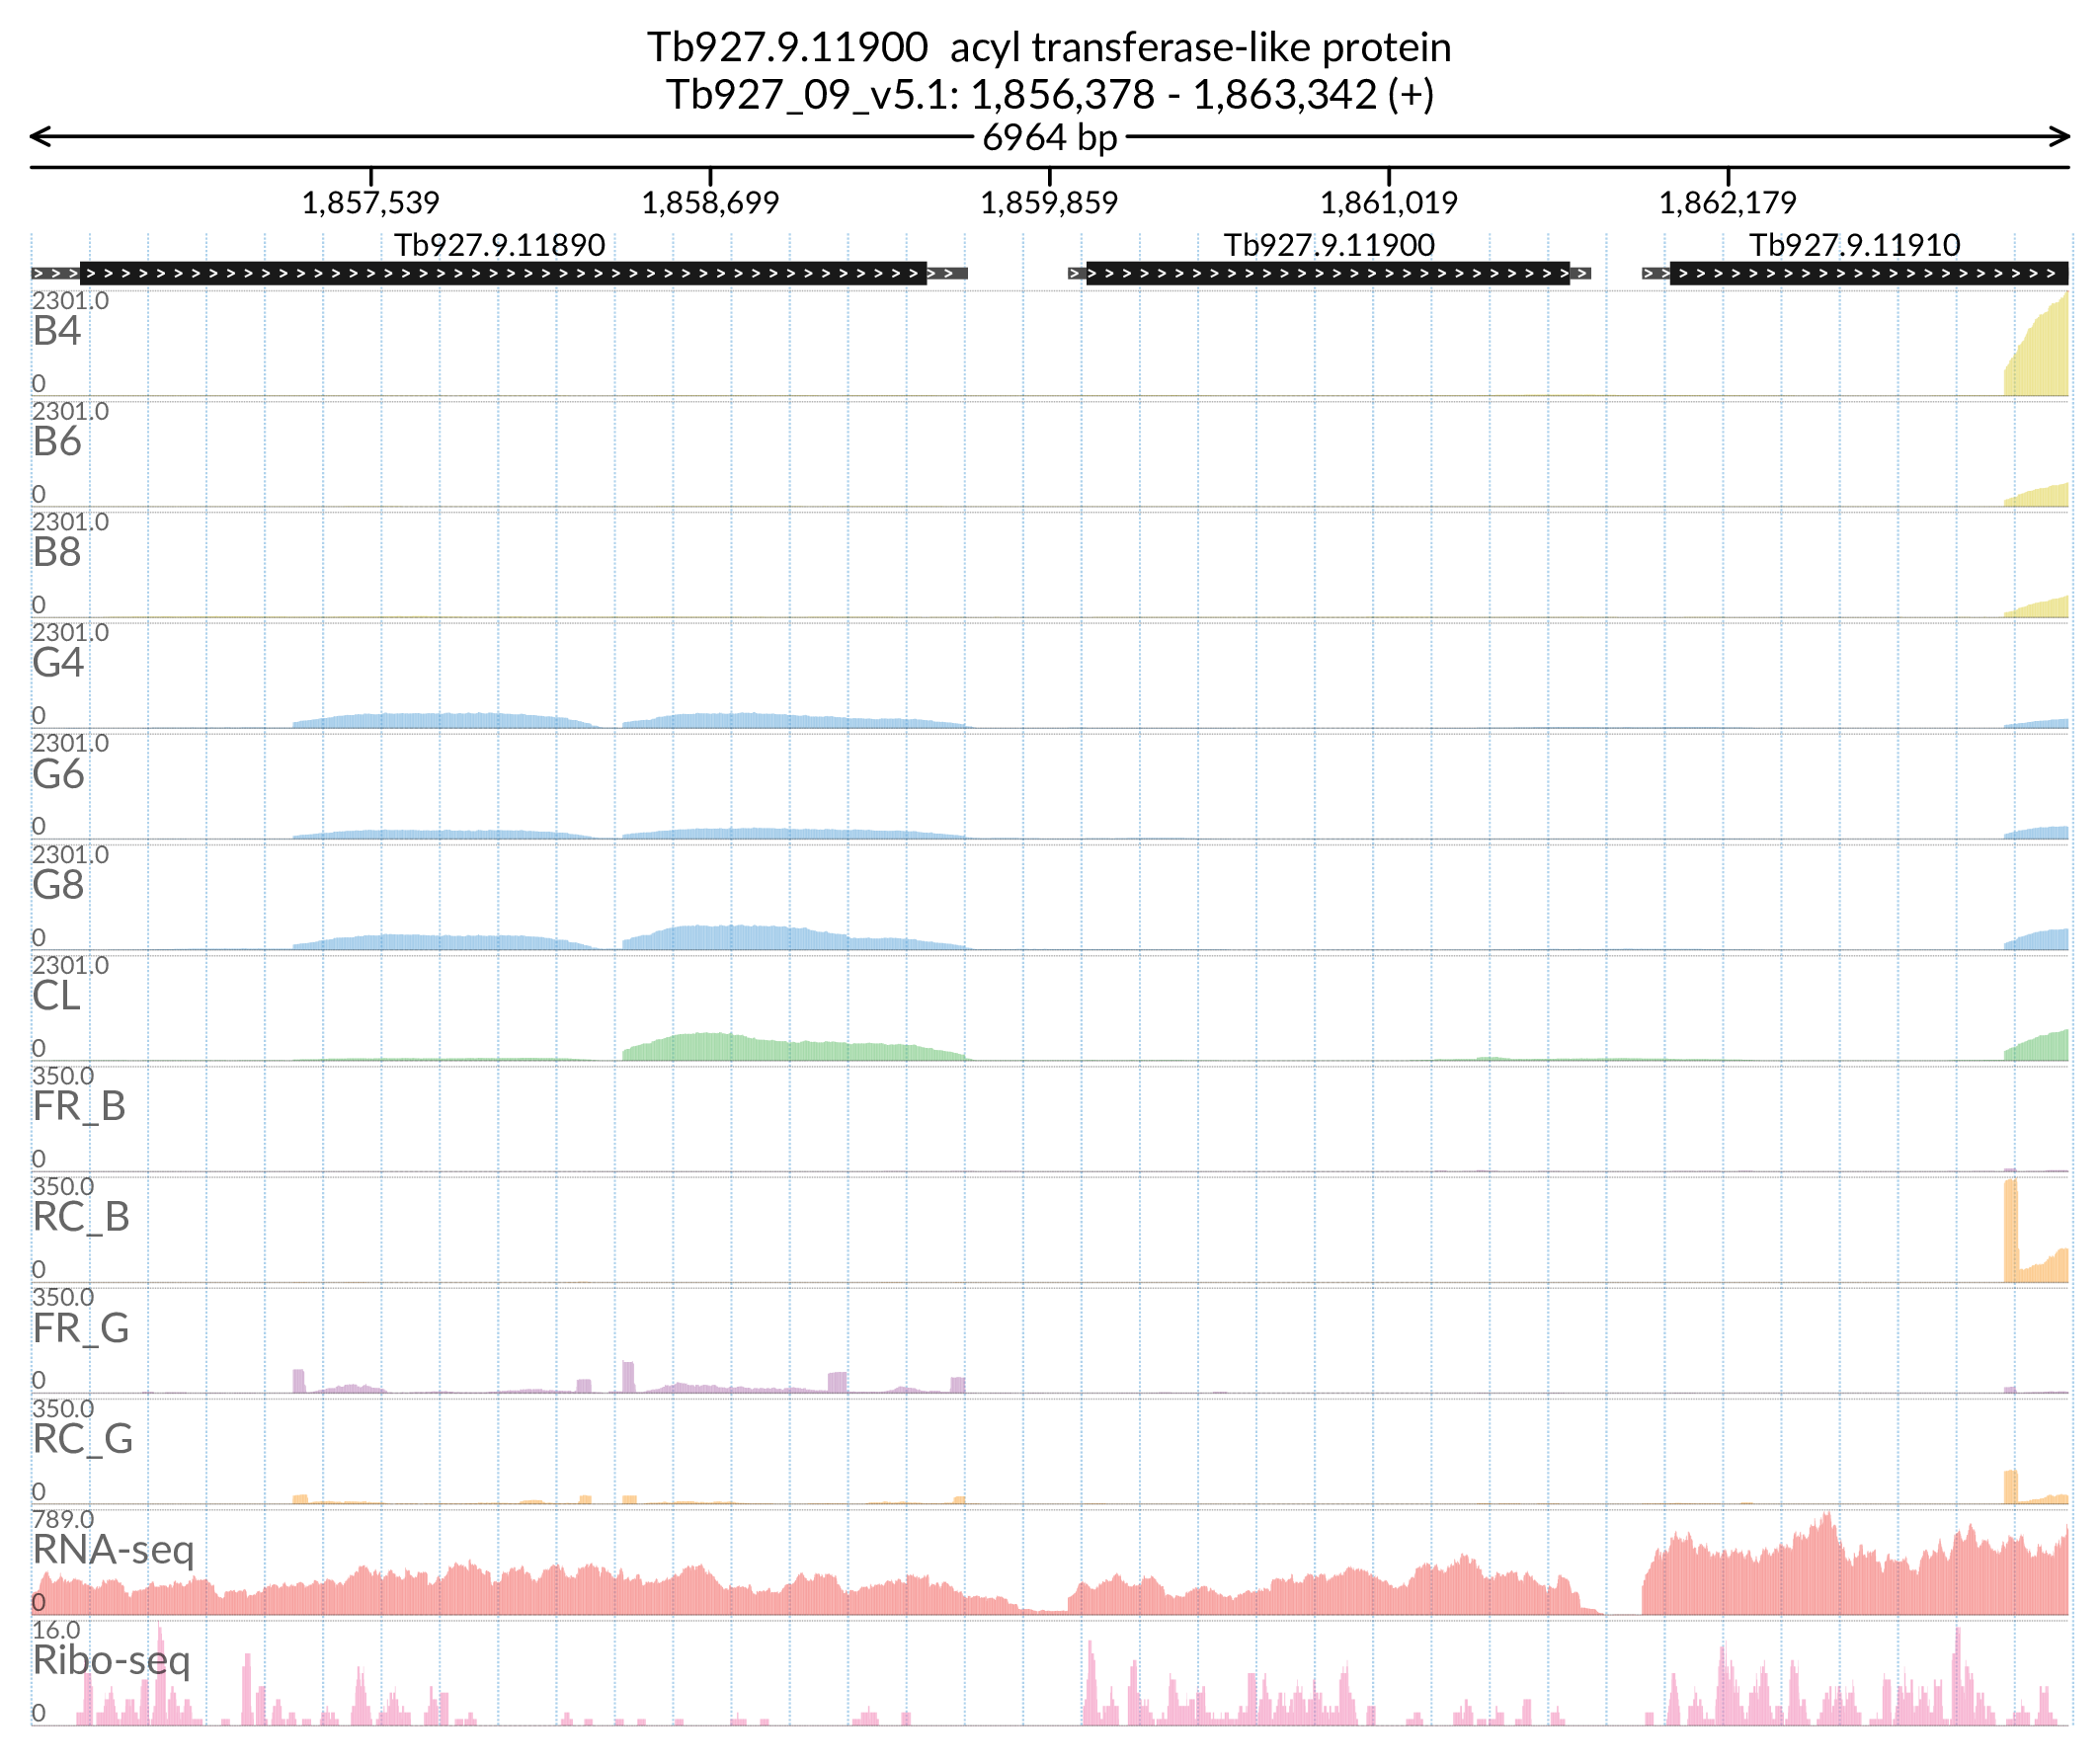 Tb927.9.11900 acyl transferase-like protein
Tb927_09_v5.1: 1,856,378 - 1,863,342 (+)
6964 bp
1,857,539 1,858,699 1,859,859 1,861,019 1,862,179
Tb927.9.11890 Tb927.9.11900 Tb927.9.11910
2301.0
B4
0
2301.0
B6
0
2301.0
B8
0
2301.0
G4
0
2301.0
G6
0
2301.0
G8
0
2301.0
CL
0
350.0
FR_B
0
350.0
RC_B
0
350.0
FR_G
0
350.0
RC_G
0
789.0
RNA-seq
0
16.0
Ribo-seq
0